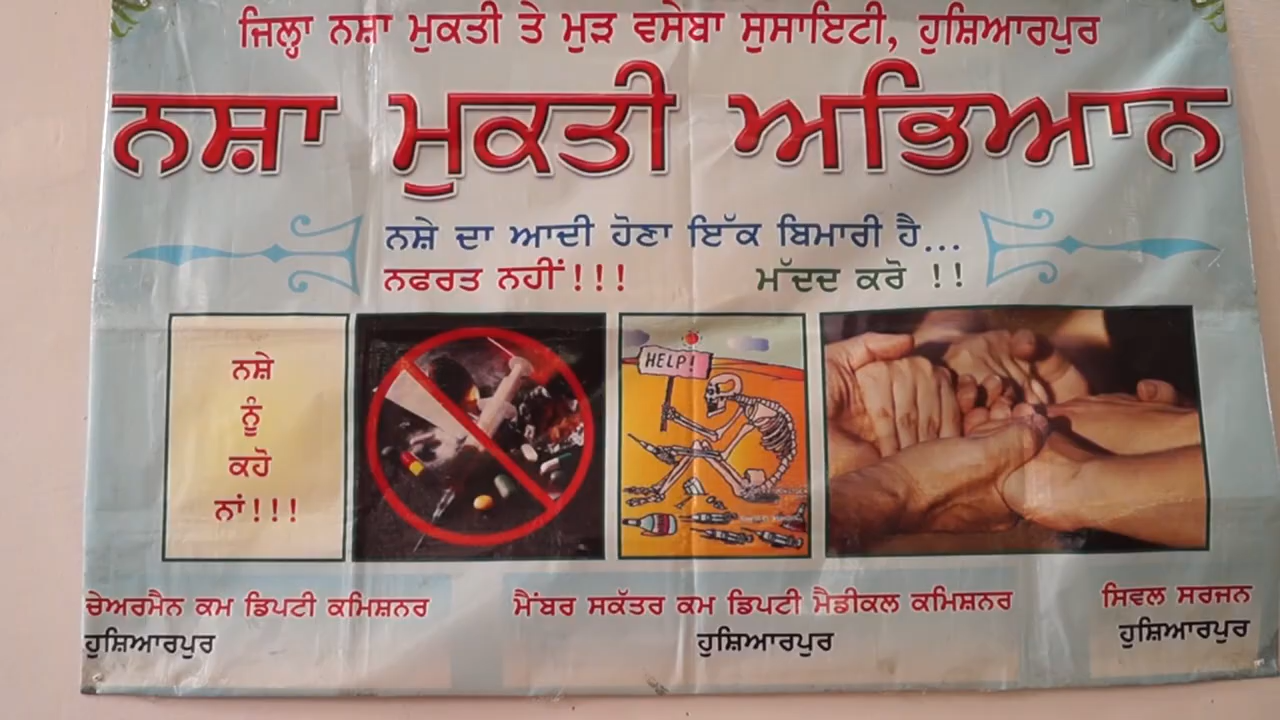 ਜਿਲ੍ਹਾ ਨਸ਼ਾ ਮੁਕਤੀ ਤੇ ਮੁੜ ਵਸੇਬਾ ਸੁਸਾਇਟੀ, ਹੁਸ਼ਿਆਰਪੁਰ
ਨਸ਼ਾ ਮੁਕਤੀ ਅਭਿਆਨ
ਨਸ਼ੇ ਦਾ ਆਦੀ ਹੋਣਾ ਇੱਕ ਬਿਮਾਰੀ ਹੈ...
ਨਫਰਤ ਨਹੀਂ!!! ਮੱਦਦ ਕਰੋ !!
ਨਸ਼ੇ
ਨੂੰ
ਕਹੋ
ਨਾਂ!!!
HELP!
ਚੇਅਰਮੈਨ ਕਮ ਡਿਪਟੀ ਕਮਿਸ਼ਨਰ
ਹੁਸ਼ਿਆਰਪੁਰ
ਮੈਂਬਰ ਸਕੱਤਰ ਕਮ ਡਿਪਟੀ ਮੈਡੀਕਲ ਕਮਿਸ਼ਨਰ
ਹੁਸ਼ਿਆਰਪੁਰ
ਸਿਵਲ ਸਰਜਨ
ਹੁਸ਼ਿਆਰਪੁਰ